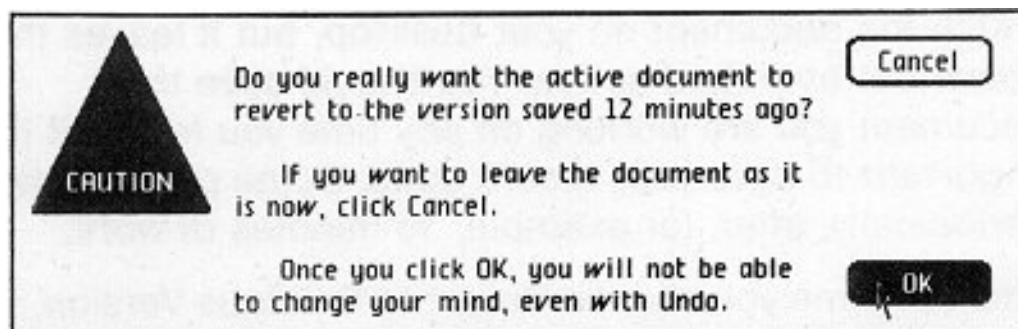 Do you really want the active document to
revert to the version saved 12 minutes ago?
Cancel
CAUTION
If you want to leave the document as it
is now, click Cancel.
Once you click OK, you will not be able
to change your mind, even with Undo.
OK